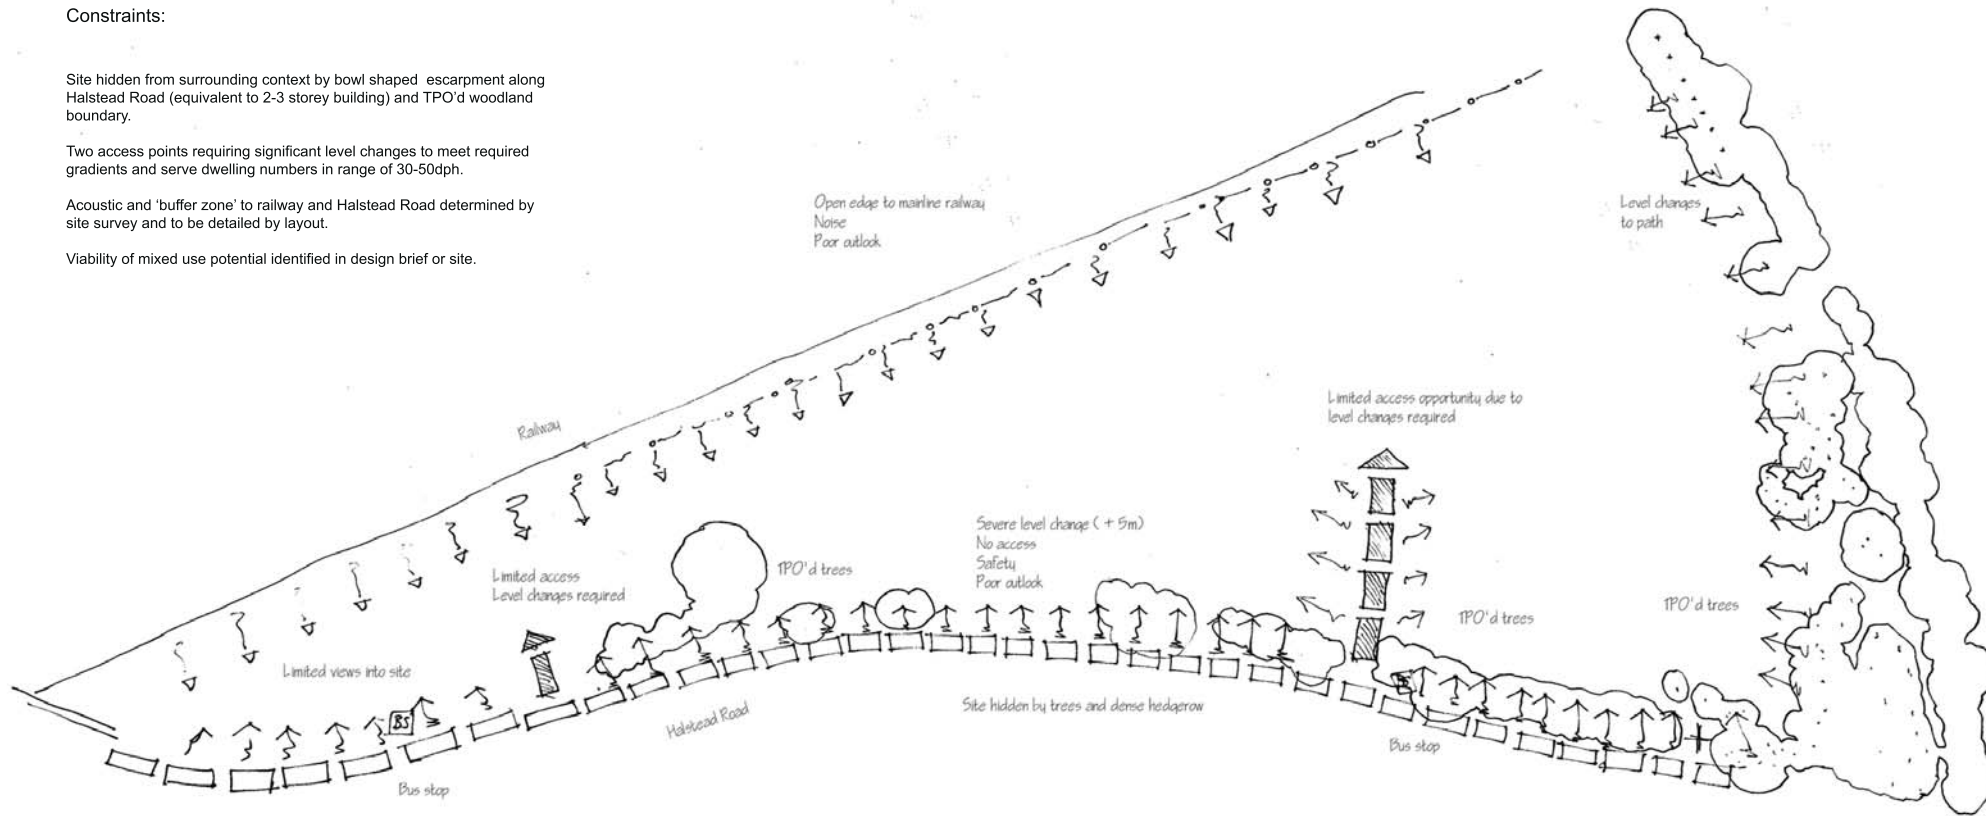 Constraints:
Site hidden from surrounding context by bowl shaped escarpment along
Halstead Road (equivalent to 2-3 storey building) and TPO'd woodland
boundary.
Two access points requiring significant level changes to meet required
gradients and serve dwelling numbers in range of 30-50dph.
Acoustic and 'buffer zone' to railway and Halstead Road determined by
site survey and to be detailed by layout.
Viability of mixed use potential identified in design brief or site.
Open edge to mainline railway
Noise
Poor outlook
Level changes
to path
Railway
Limited access opportunity due to
level changes required
Severe level change ( + 5m)
No access
Safety
Poor outlook
Limited access
Level changes required
TPO'd trees
TPO'd trees
TPO'd trees
Limited views into site
BS
Halstead Road
Site hidden by trees and dense hedgerow
Bus stop
Bus stop